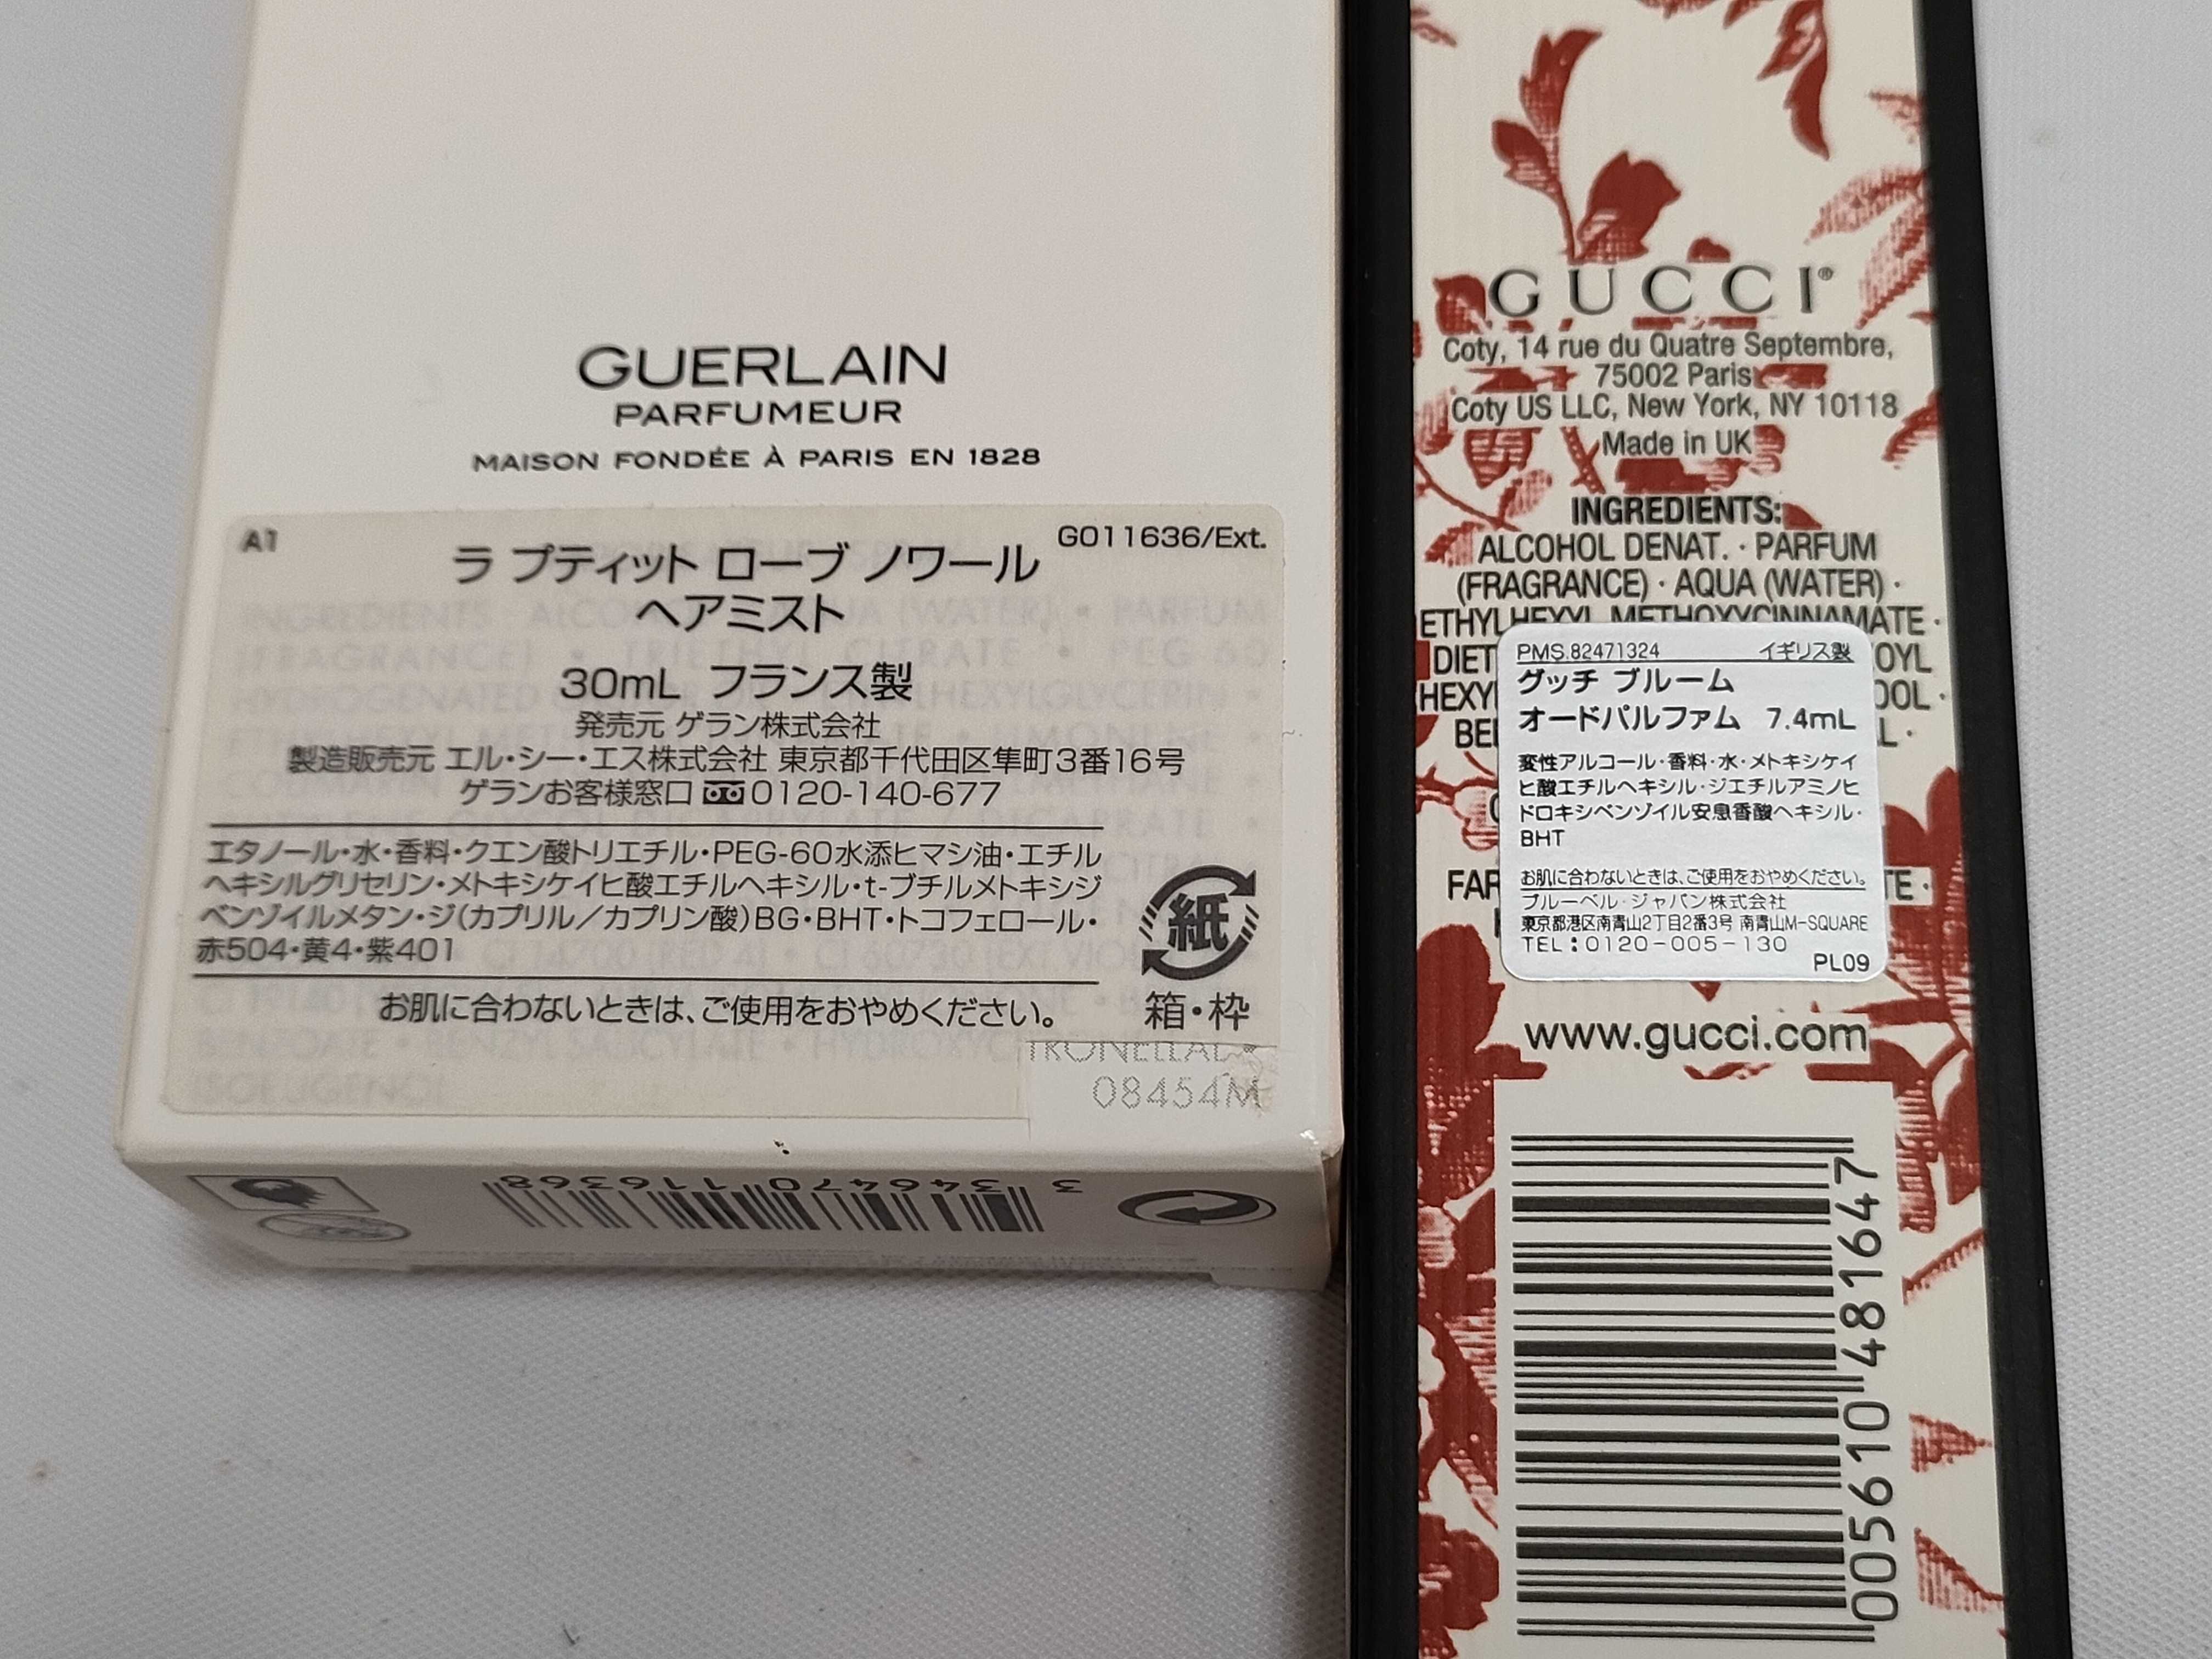 GUERLAIN
PARFUMEUR
MAISON FONDÉE À PARIS EN 1828
A1
G011636/Ext.
ラ プティット ローブ ノワール
ヘアミスト
30mL フランス製
発売元 ゲラン株式会社
製造販売元 エル・シー・エス株式会社 東京都千代田区隼町3番16号
ゲランお客様窓口 0120-140-677
エタノール・水・香料・クエン酸トリエチル・PEG-60水添ヒマシ油・エチル
ヘキシルグリセリン・メトキシケイヒ酸エチルヘキシル・t-ブチルメトキシジ
ベンゾイルメタン・ジ(カプリル/カプリン酸)BG・BHT・トコフェロール・
赤504・黄4・紫401
お肌に合わないときは、ご使用をおやめください。
紙
箱・枠
08454M
3 346470 116368
GUCCI®
Coty, 14 rue du Quatre Septembre,
75002 Paris
Coty US LLC, New York, NY 10118
Made in UK
INGREDIENTS:
ALCOHOL DENAT. · PARFUM
(FRAGRANCE) · AQUA (WATER) ·
ETHYLHEXYL METHOXYCINNAMATE ·
PMS.82471324 イギリス製
グッチ ブルーム
オードパルファム 7.4mL
変性アルコール・香料・水・メトキシケイ
ヒ酸エチルヘキシル・ジエチルアミノヒ
ドロキシベンゾイル安息香酸ヘキシル・
BHT
お肌に合わないときは、ご使用をおやめください。
ブルーベル・ジャパン株式会社
東京都港区南青山2丁目2番3号 南青山M-SQUARE
TEL:0120-005-130
PL09
www.gucci.com
005610 481647